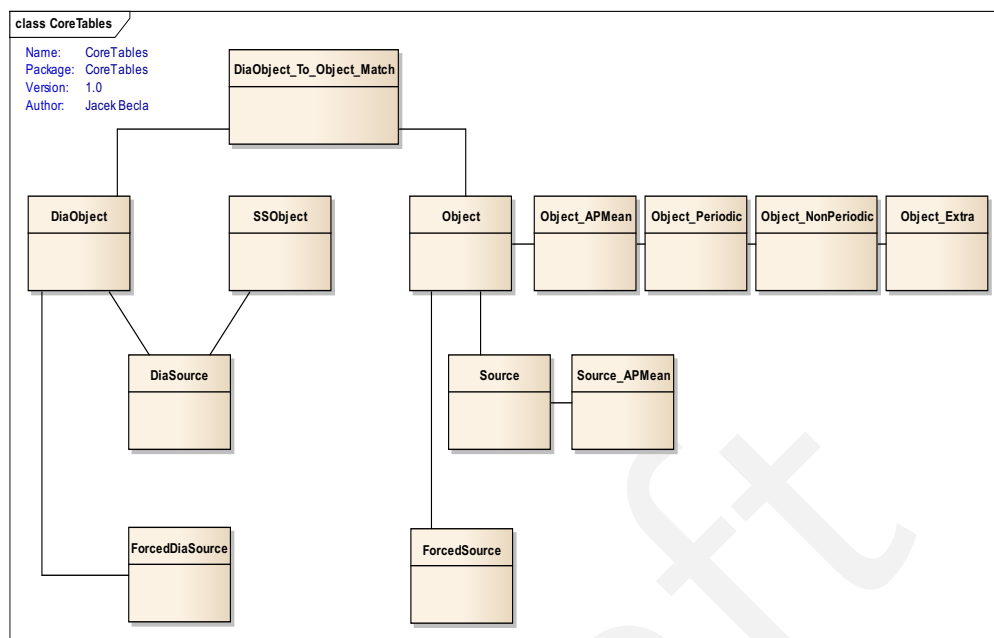 class CoreTables
Name: CoreTables
Package: CoreTables
Version: 1.0
Author: Jacek Becla
DiaObject_To_Object_Match
DiaObject
SSObject
Object
Object_APMean
Object_Periodic
Object_NonPeriodic
Object_Extra
DiaSource
Source
Source_APMean
ForcedDiaSource
ForcedSource
ft